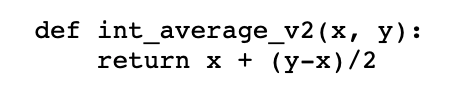 def int_average_v2(x, y):
    return x + (y-x)/2